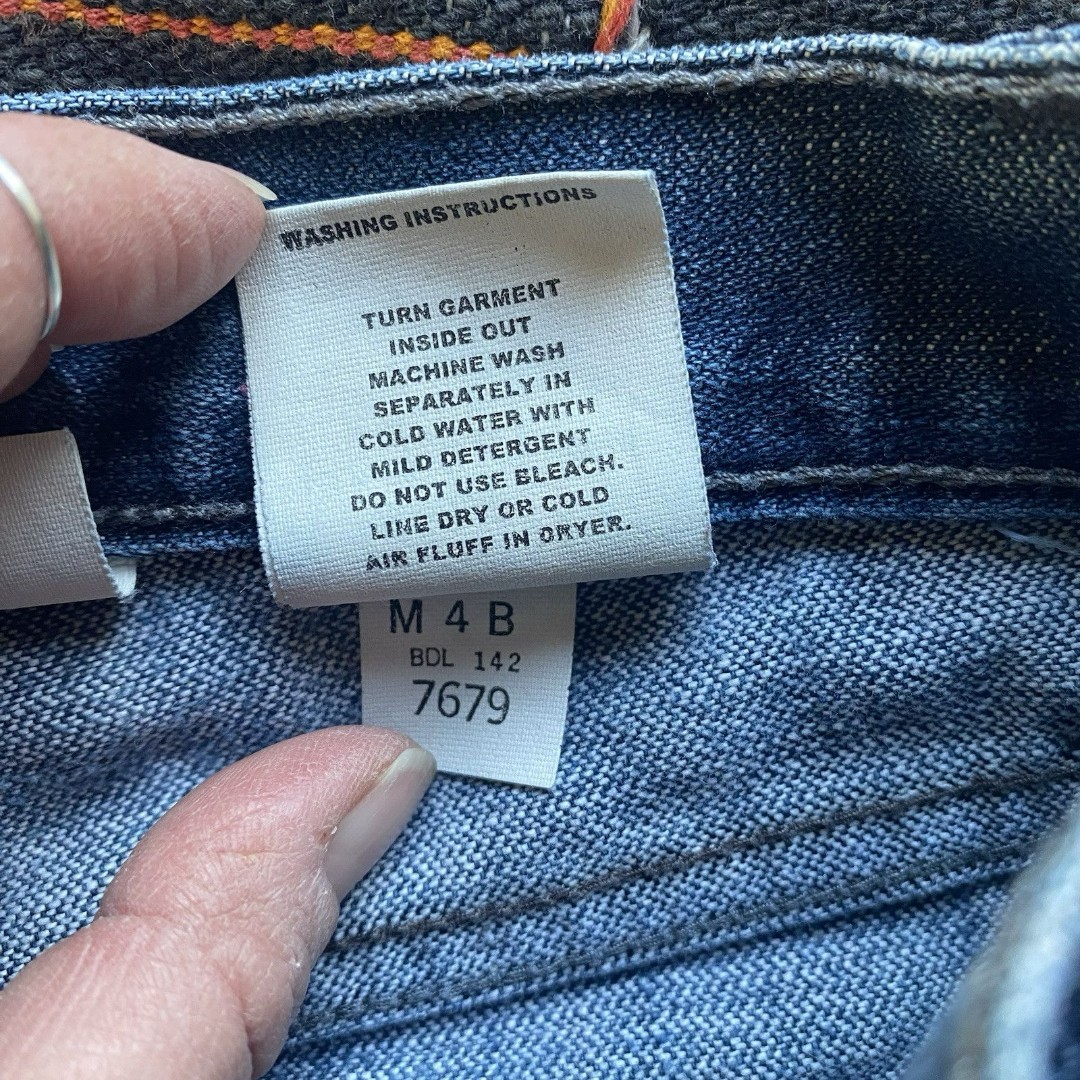 WASHING INSTRUCTIONS
TURN GARMENT
INSIDE OUT
MACHINE WASH
SEPARATELY IN
COLD WATER WITH
MILD DETERGENT
DO NOT USE BLEACH.
LINE DRY OR COLD
AIR FLUFF IN DRYER.
M 4 B
BDL 142
7679